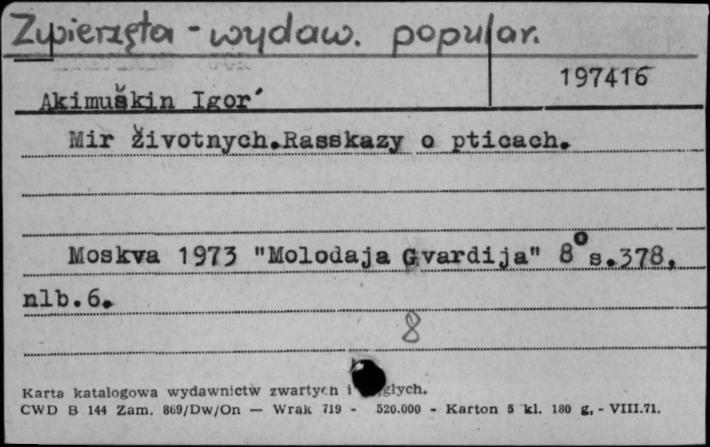 Zwierzęta - wydaw. popular.
197416
Akimuškin Igor´
Mir životnych.Rasskazy o pticach.
Moskva 1973 "Molodaja Gvardija" 8° s.378,
nlb.6.
8
Karta katalogowa wydawnictw zwartych i
CWD B 144 Zam. 869/Dw/On — Wrak 719 - 520.000 - Karton 5 kl. 180 g. - VIII.71.